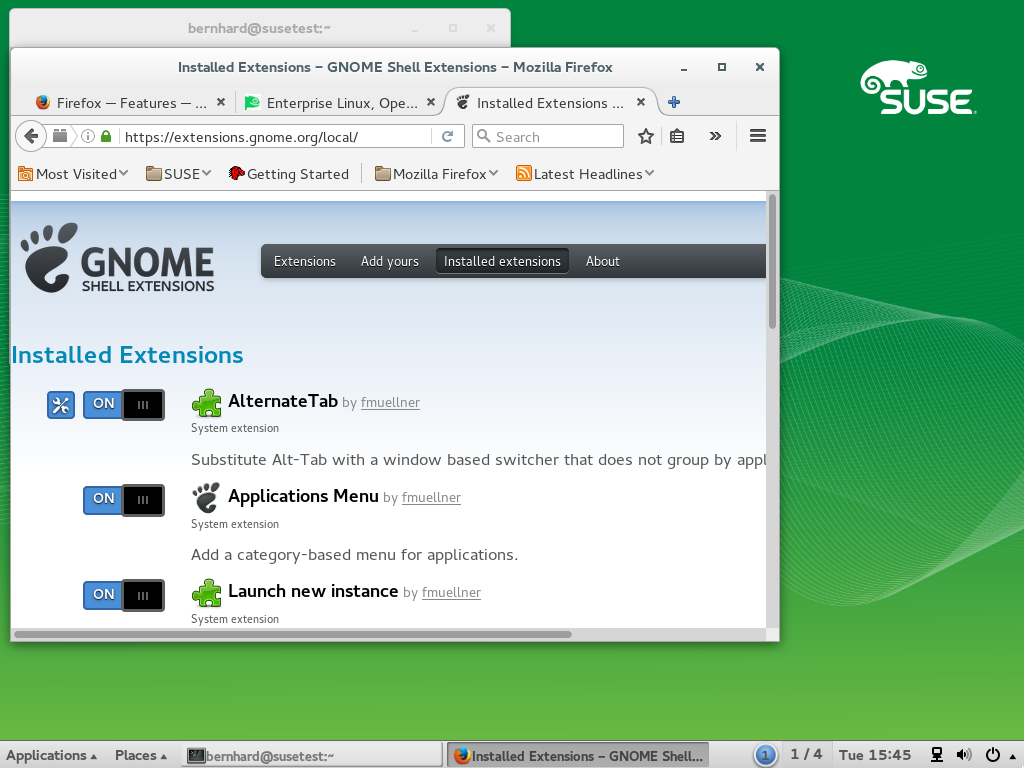 bernhard@susetest:~
Installed Extensions – GNOME Shell Extensions – Mozilla Firefox
Firefox — Features — ...
Enterprise Linux, Ope...
Installed Extensions ...
https://extensions.gnome.org/local/
Search
Most Visited
SUSE
Getting Started
Mozilla Firefox
Latest Headlines
SUSE
GNOME
SHELL EXTENSIONS
Extensions
Add yours
Installed extensions
About
Installed Extensions
ON
AlternateTab by fmuellner
System extension
Substitute Alt-Tab with a window based switcher that does not group by appl
ON
Applications Menu by fmuellner
System extension
Add a category-based menu for applications.
ON
Launch new instance by fmuellner
System extension
Applications
Places
bernhard@susetest:~
Installed Extensions – GNOME Shell...
1
1 / 4
Tue 15:45